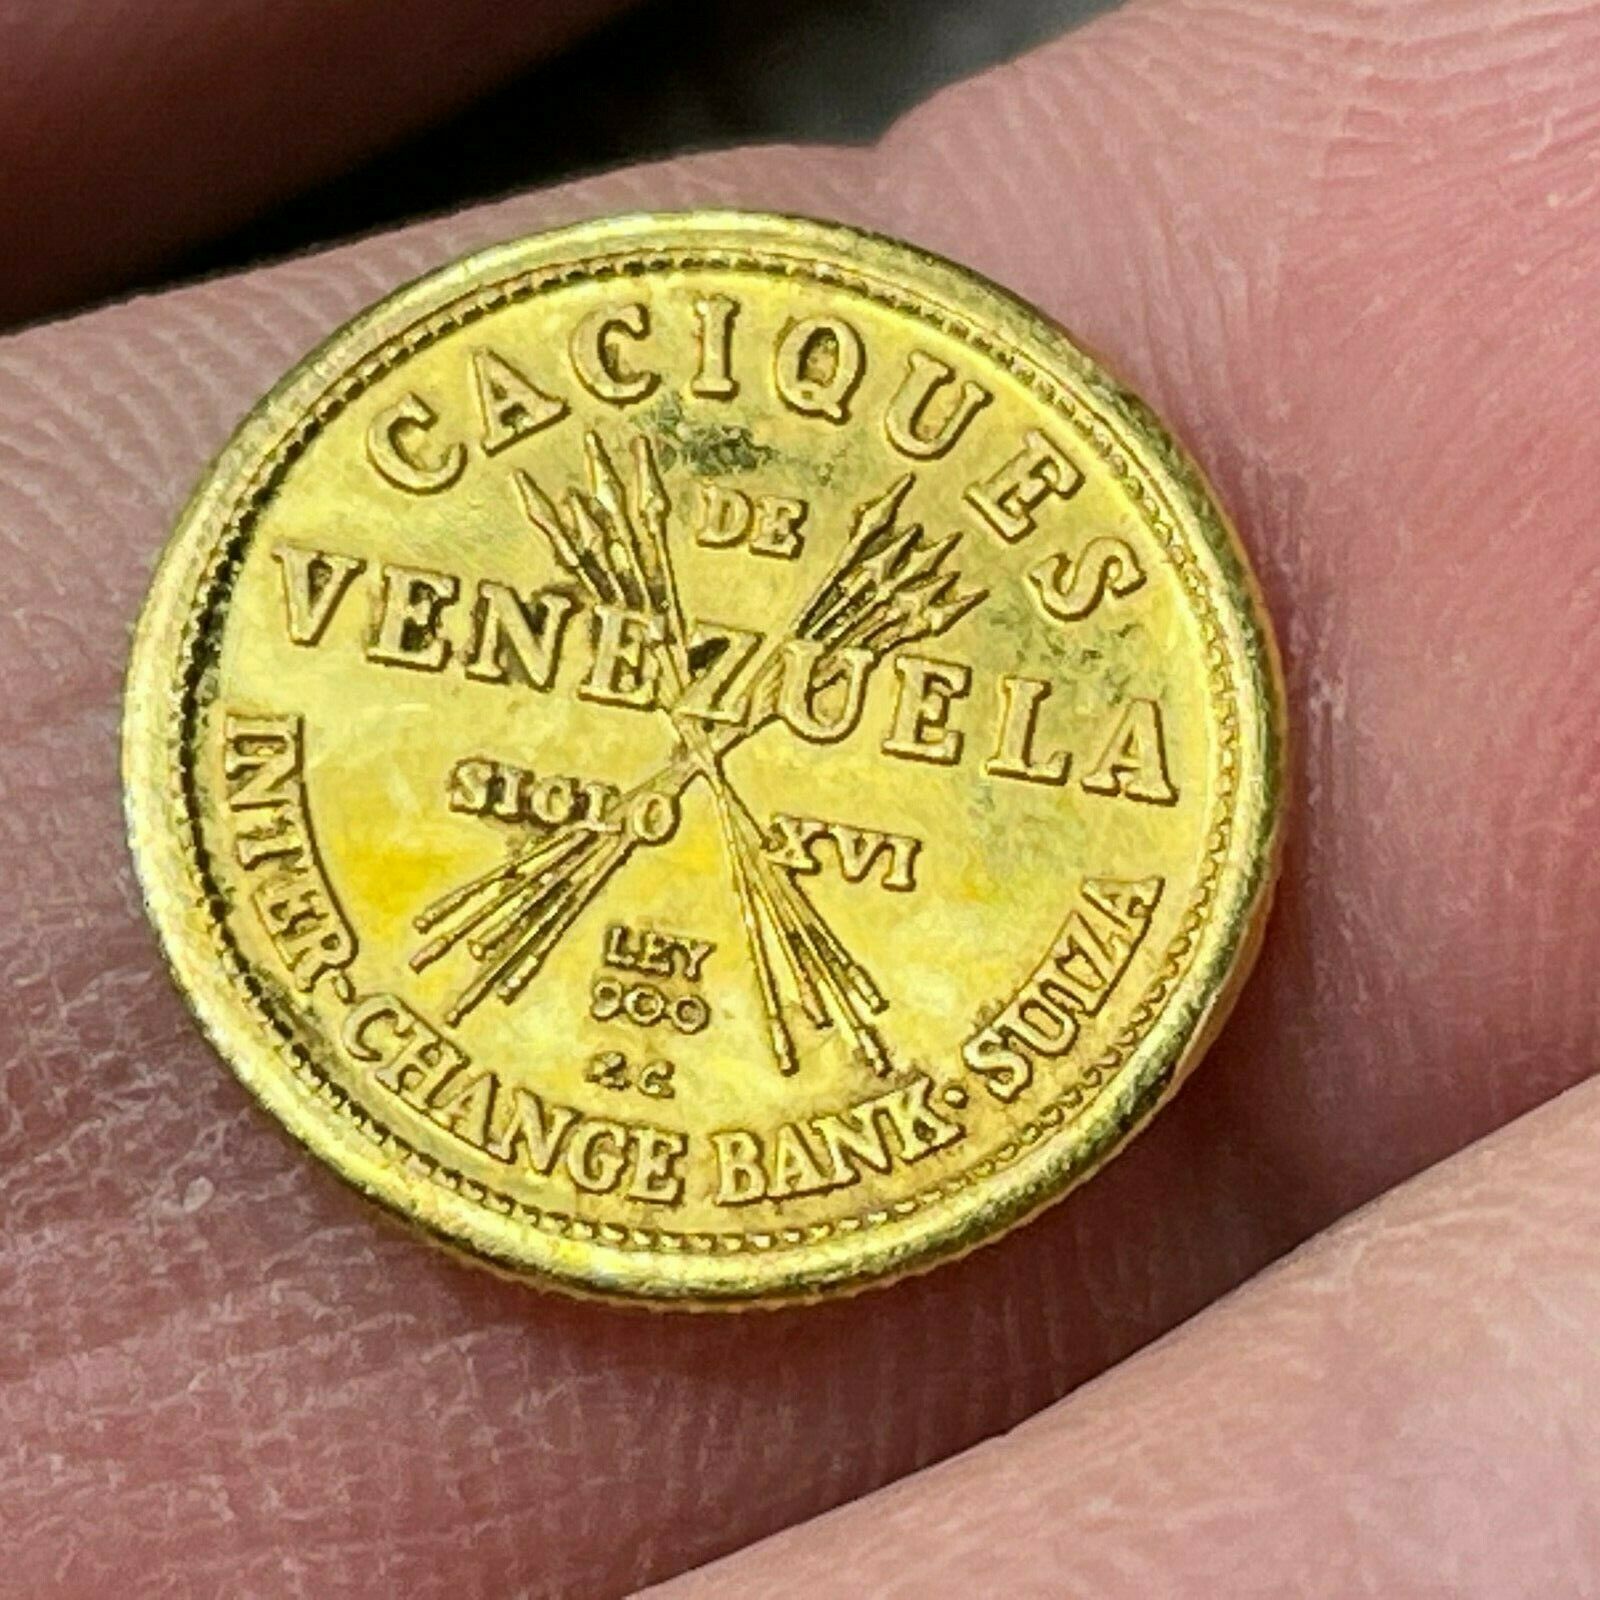 CACIQUES
DE
VENEZUELA
SIGLO XVI
LEY
900
INTER-CHANGE BANK·SUIZA